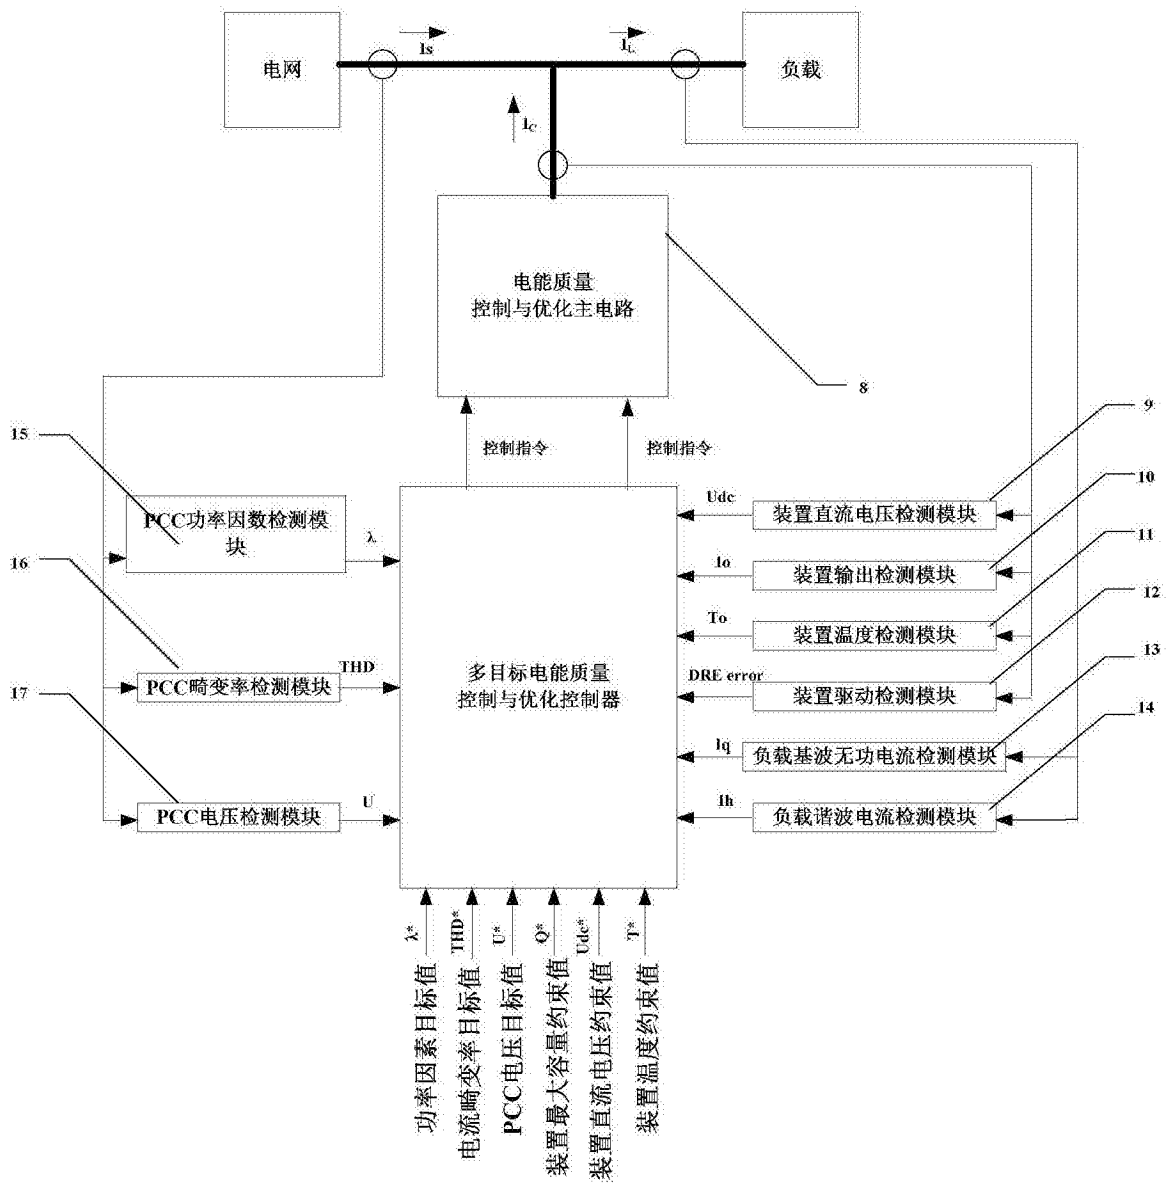 电网
Is
IL
负载
IC
电能质量
控制与优化主电路
8
控制指令
控制指令
15
PCC功率因数检测模
块
λ
16
PCC畸变率检测模块
THD
17
PCC电压检测模块
U
多目标电能质量
控制与优化控制器
Udc
装置直流电压检测模块
9
Io
装置输出检测模块
10
To
装置温度检测模块
11
DRE error
装置驱动检测模块
12
Iq
负载基波无功电流检测模块
13
Ih
负载谐波电流检测模块
14
λ*
THD*
U*
Q*
Udc*
T*
功率因素目标值
电流畸变率目标值
PCC电压目标值
装置最大容量约束值
装置直流电压约束值
装置温度约束值